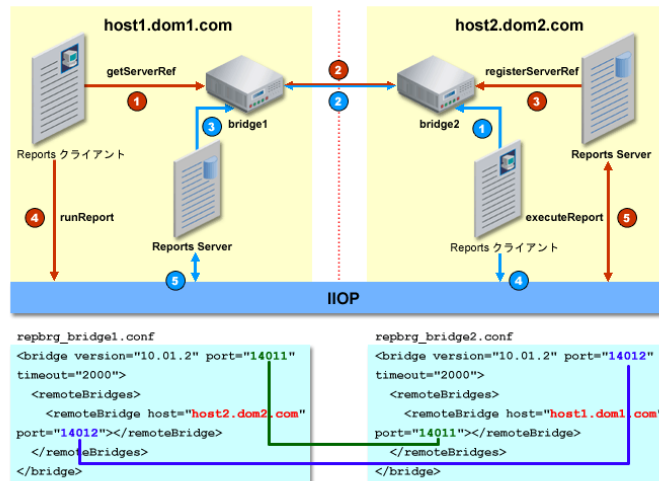 host1.dom1.com
host2.dom2.com
getServerRef
registerServerRef
1
2
3
2
3
1
bridge1
bridge2
Reports クライアント
Reports Server
4
runReport
executeReport
5
Reports Server
Reports クライアント
5
4
IIOP
repbrg_bridge1.conf
<bridge version="10.01.2" port="14011"
timeout="2000">
<remoteBridges>
<remoteBridge host="host2.dom2.com"
port="14012"></remoteBridge>
</remoteBridges>
</bridge>
repbrg_bridge2.conf
<bridge version="10.01.2" port="14012">
timeout="2000">
<remoteBridges>
<remoteBridge host="host1.dom1.com"
port="14011"></remoteBridge>
</remoteBridges>
</bridge>